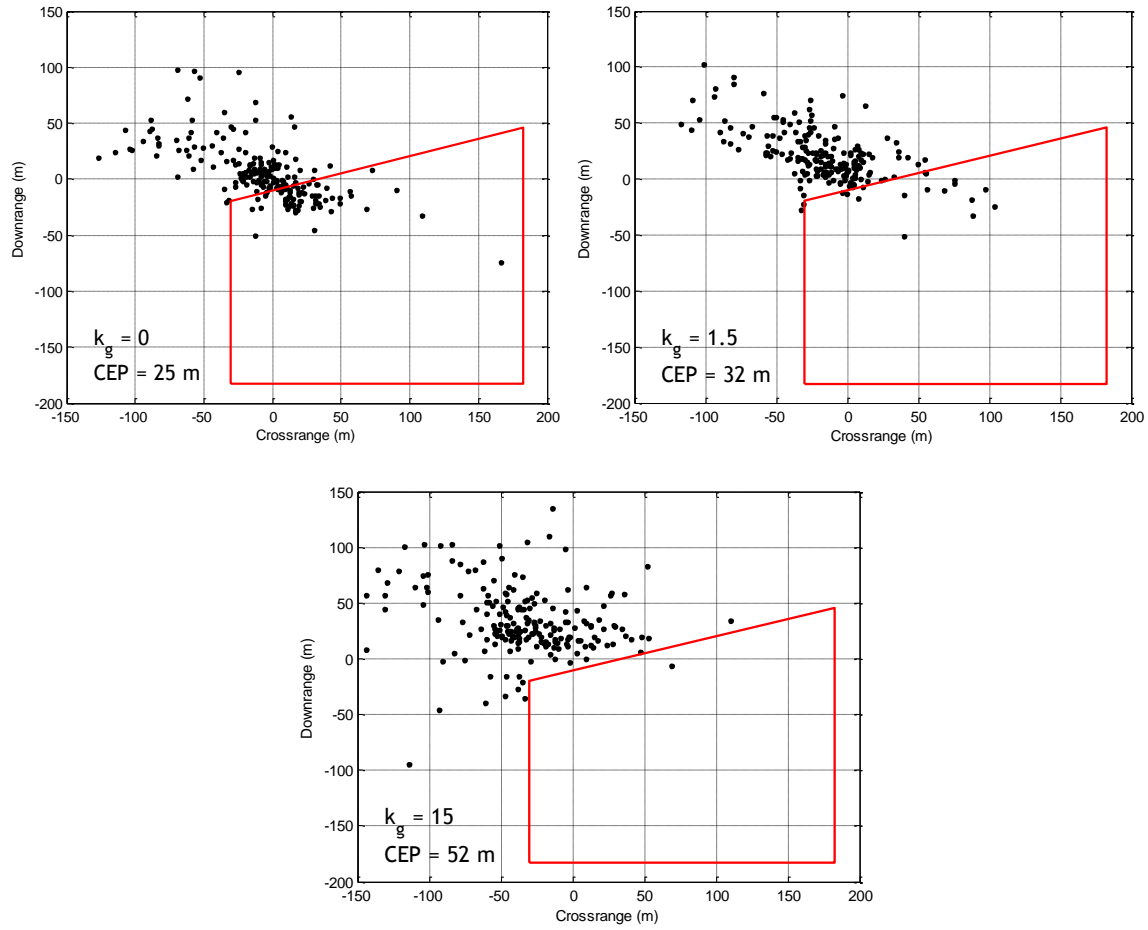 150
100
50
0
-50
-100
-150
-200
Downrange (m)
k_g = 0
CEP = 25 m
-150 -100 -50 0 50 100 150 200
Crossrange (m)
150
100
50
0
-50
-100
-150
-200
Downrange (m)
k_g = 1.5
CEP = 32 m
-150 -100 -50 0 50 100 150 200
Crossrange (m)
150
100
50
0
-50
-100
-150
-200
Downrange (m)
k_g = 15
CEP = 52 m
-150 -100 -50 0 50 100 150 200
Crossrange (m)